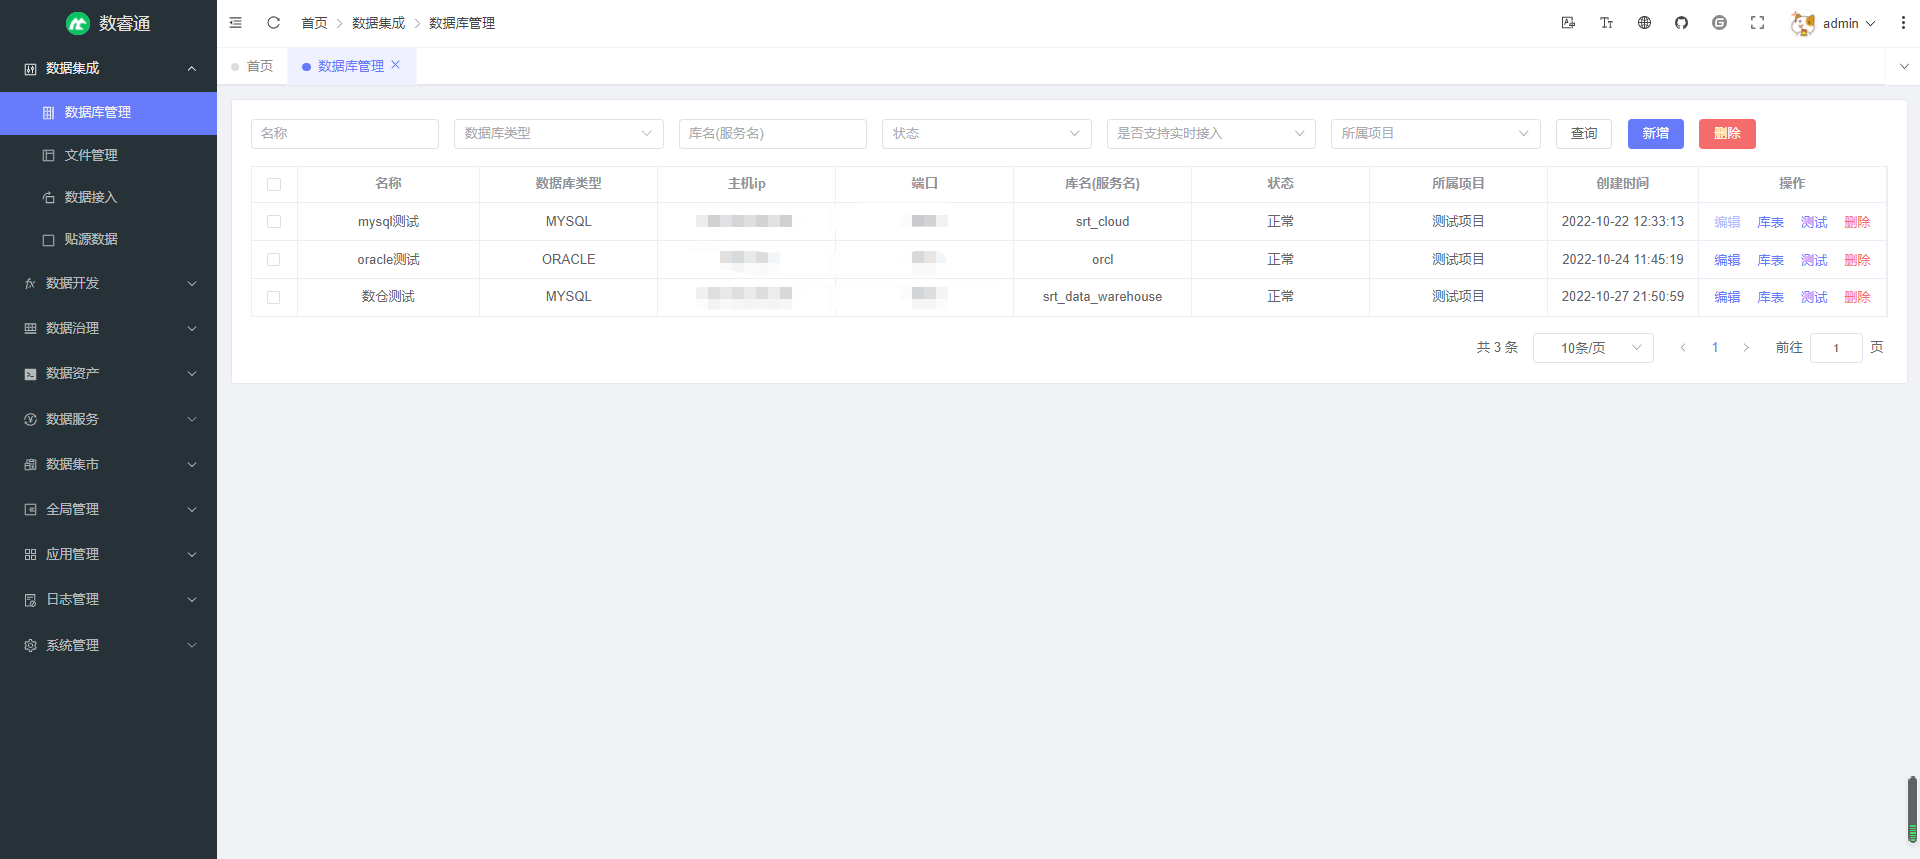 数睿通
数据集成
数据库管理
文件管理
数据接入
贴源数据
数据开发
数据治理
数据资产
数据服务
数据集市
全局管理
应用管理
日志管理
系统管理
首页 > 数据集成 > 数据库管理
admin
首页 数据库管理
名称 数据库类型 库名(服务名) 状态 是否支持实时接入 所属项目 查询 新增 删除
名称 数据库类型 主机ip 端口 库名(服务名) 状态 所属项目 创建时间 操作
mysql测试 MYSQL srt_cloud 正常 测试项目 2022-10-22 12:33:13 编辑 库表 测试 删除
oracle测试 ORACLE orcl 正常 测试项目 2022-10-24 11:45:19 编辑 库表 测试 删除
数仓测试 MYSQL srt_data_warehouse 正常 测试项目 2022-10-27 21:50:59 编辑 库表 测试 删除
共 3 条 10条/页 < 1 > 前往 1 页